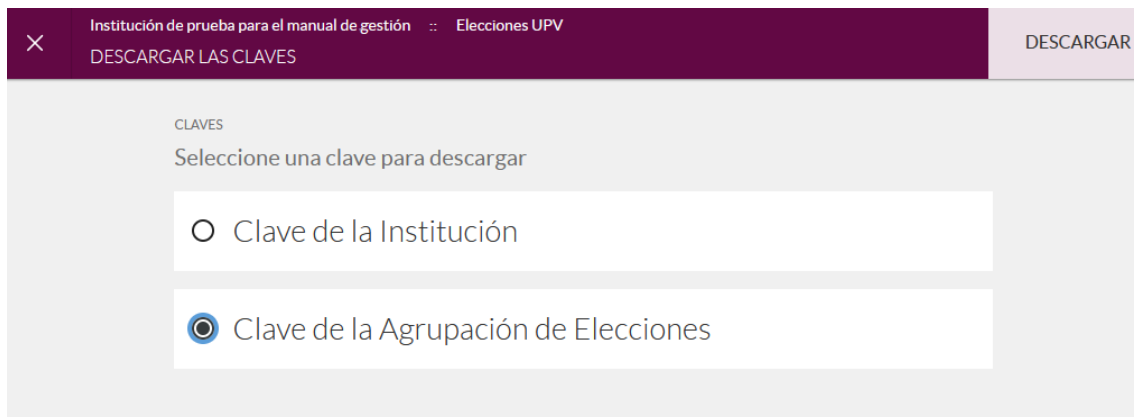 Institución de prueba para el manual de gestión :: Elecciones UPV
DESCARGAR LAS CLAVES
DESCARGAR
CLAVES
Seleccione una clave para descargar
Clave de la Institución
Clave de la Agrupación de Elecciones